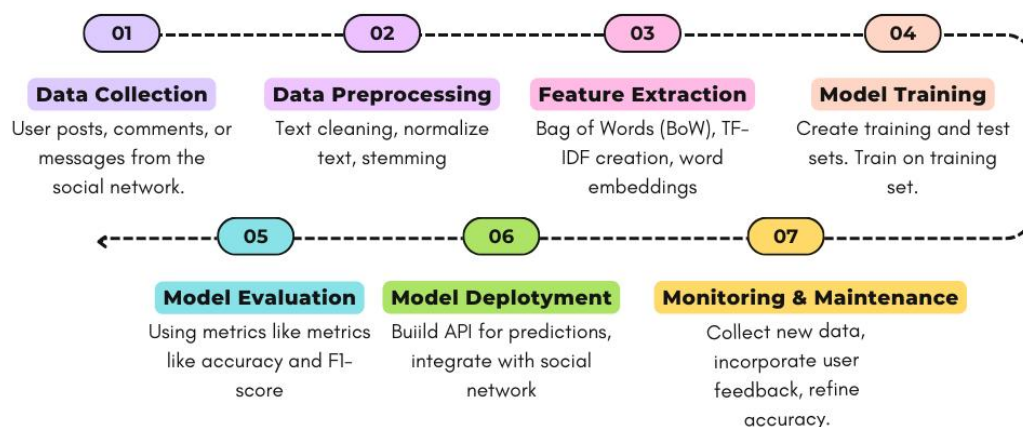 01
02
03
04
Data Collection
User posts, comments, or
messages from the
social network.
Data Preprocessing
Text cleaning, normalize
text, stemming
Feature Extraction
Bag of Words (BoW), TF-
IDF creation, word
embeddings
Model Training
Create training and test
sets. Train on training
set.
05
06
07
Model Evaluation
Using metrics like metrics
like accuracy and F1-
score
Model Deplotyment
Buiild API for predictions,
integrate with social
network
Monitoring & Maintenance
Collect new data,
incorporate user
feedback, refine
accuracy.